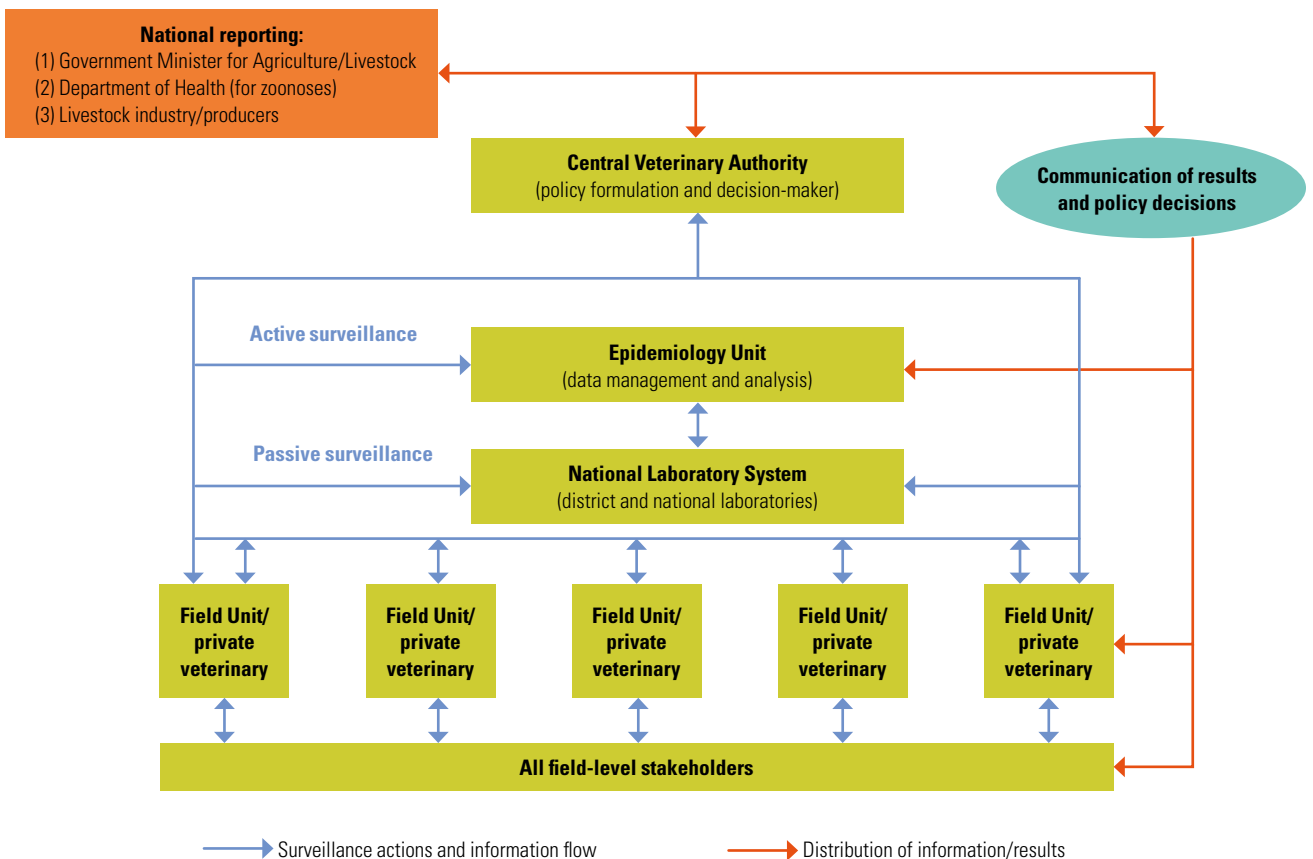 National reporting:
(1) Government Minister for Agriculture/Livestock
(2) Department of Health (for zoonoses)
(3) Livestock industry/producers
Central Veterinary Authority
(policy formulation and decision-maker)
Communication of results
and policy decisions
Active surveillance
Epidemiology Unit
(data management and analysis)
Passive surveillance
National Laboratory System
(district and national laboratories)
Field Unit/
private
veterinary
Field Unit/
private
veterinary
Field Unit/
private
veterinary
Field Unit/
private
veterinary
Field Unit/
private
veterinary
All field-level stakeholders
Surveillance actions and information flow
Distribution of information/results